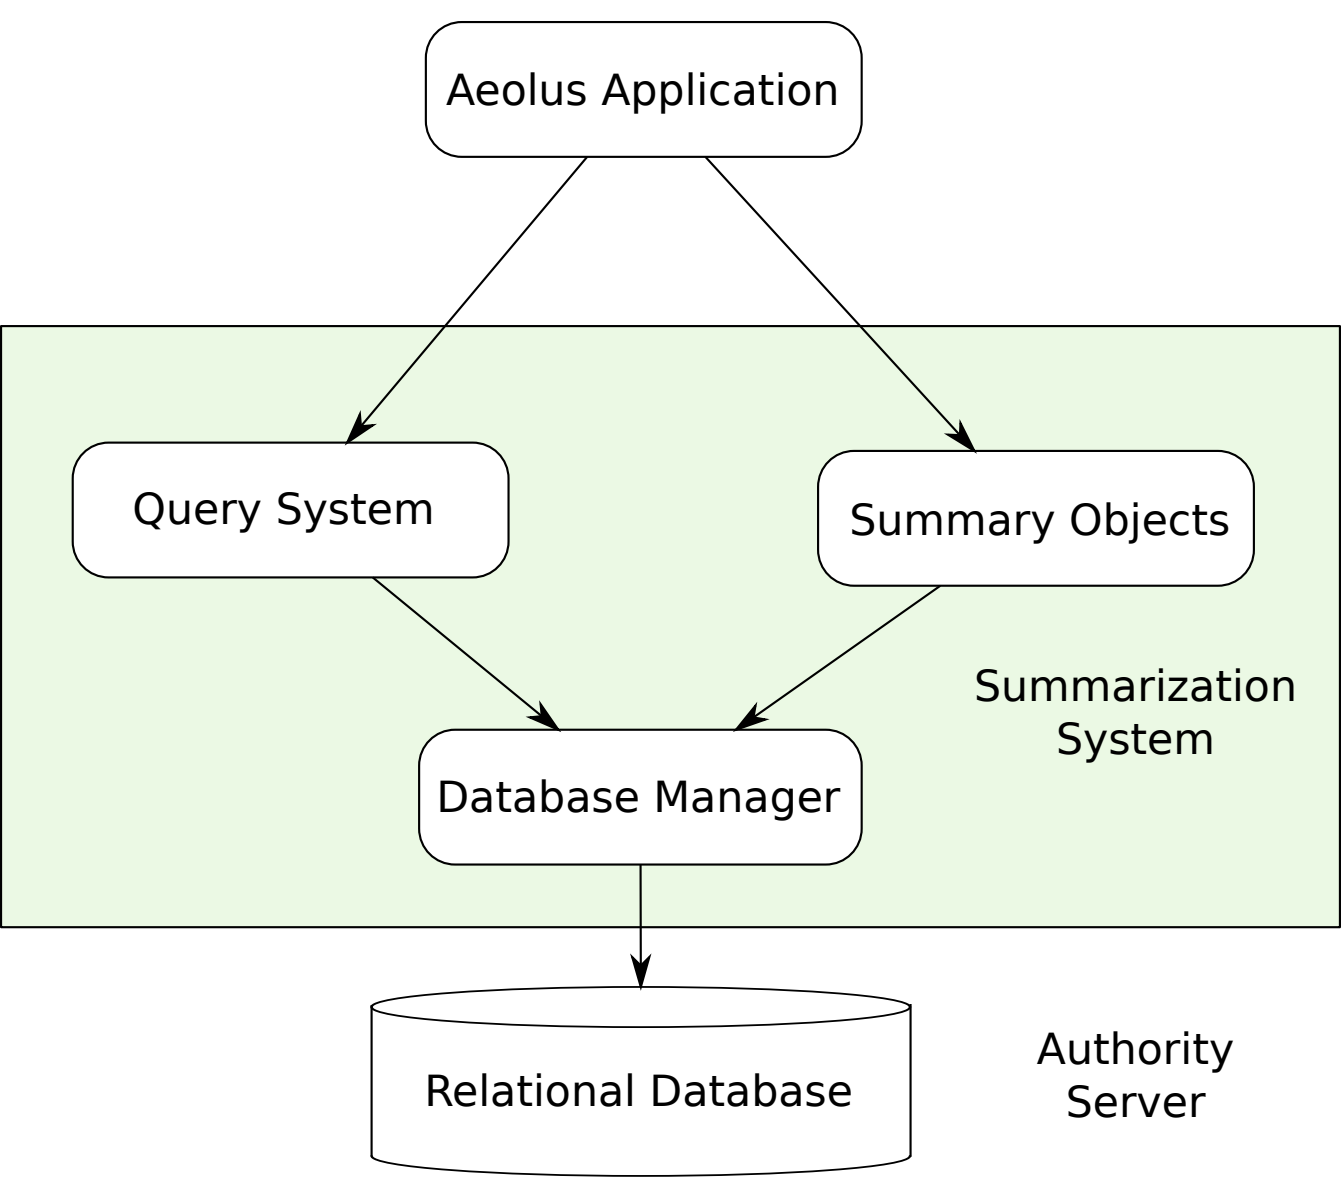 Aeolus Application
Query System
Summary Objects
Summarization
System
Database Manager
Relational Database
Authority
Server